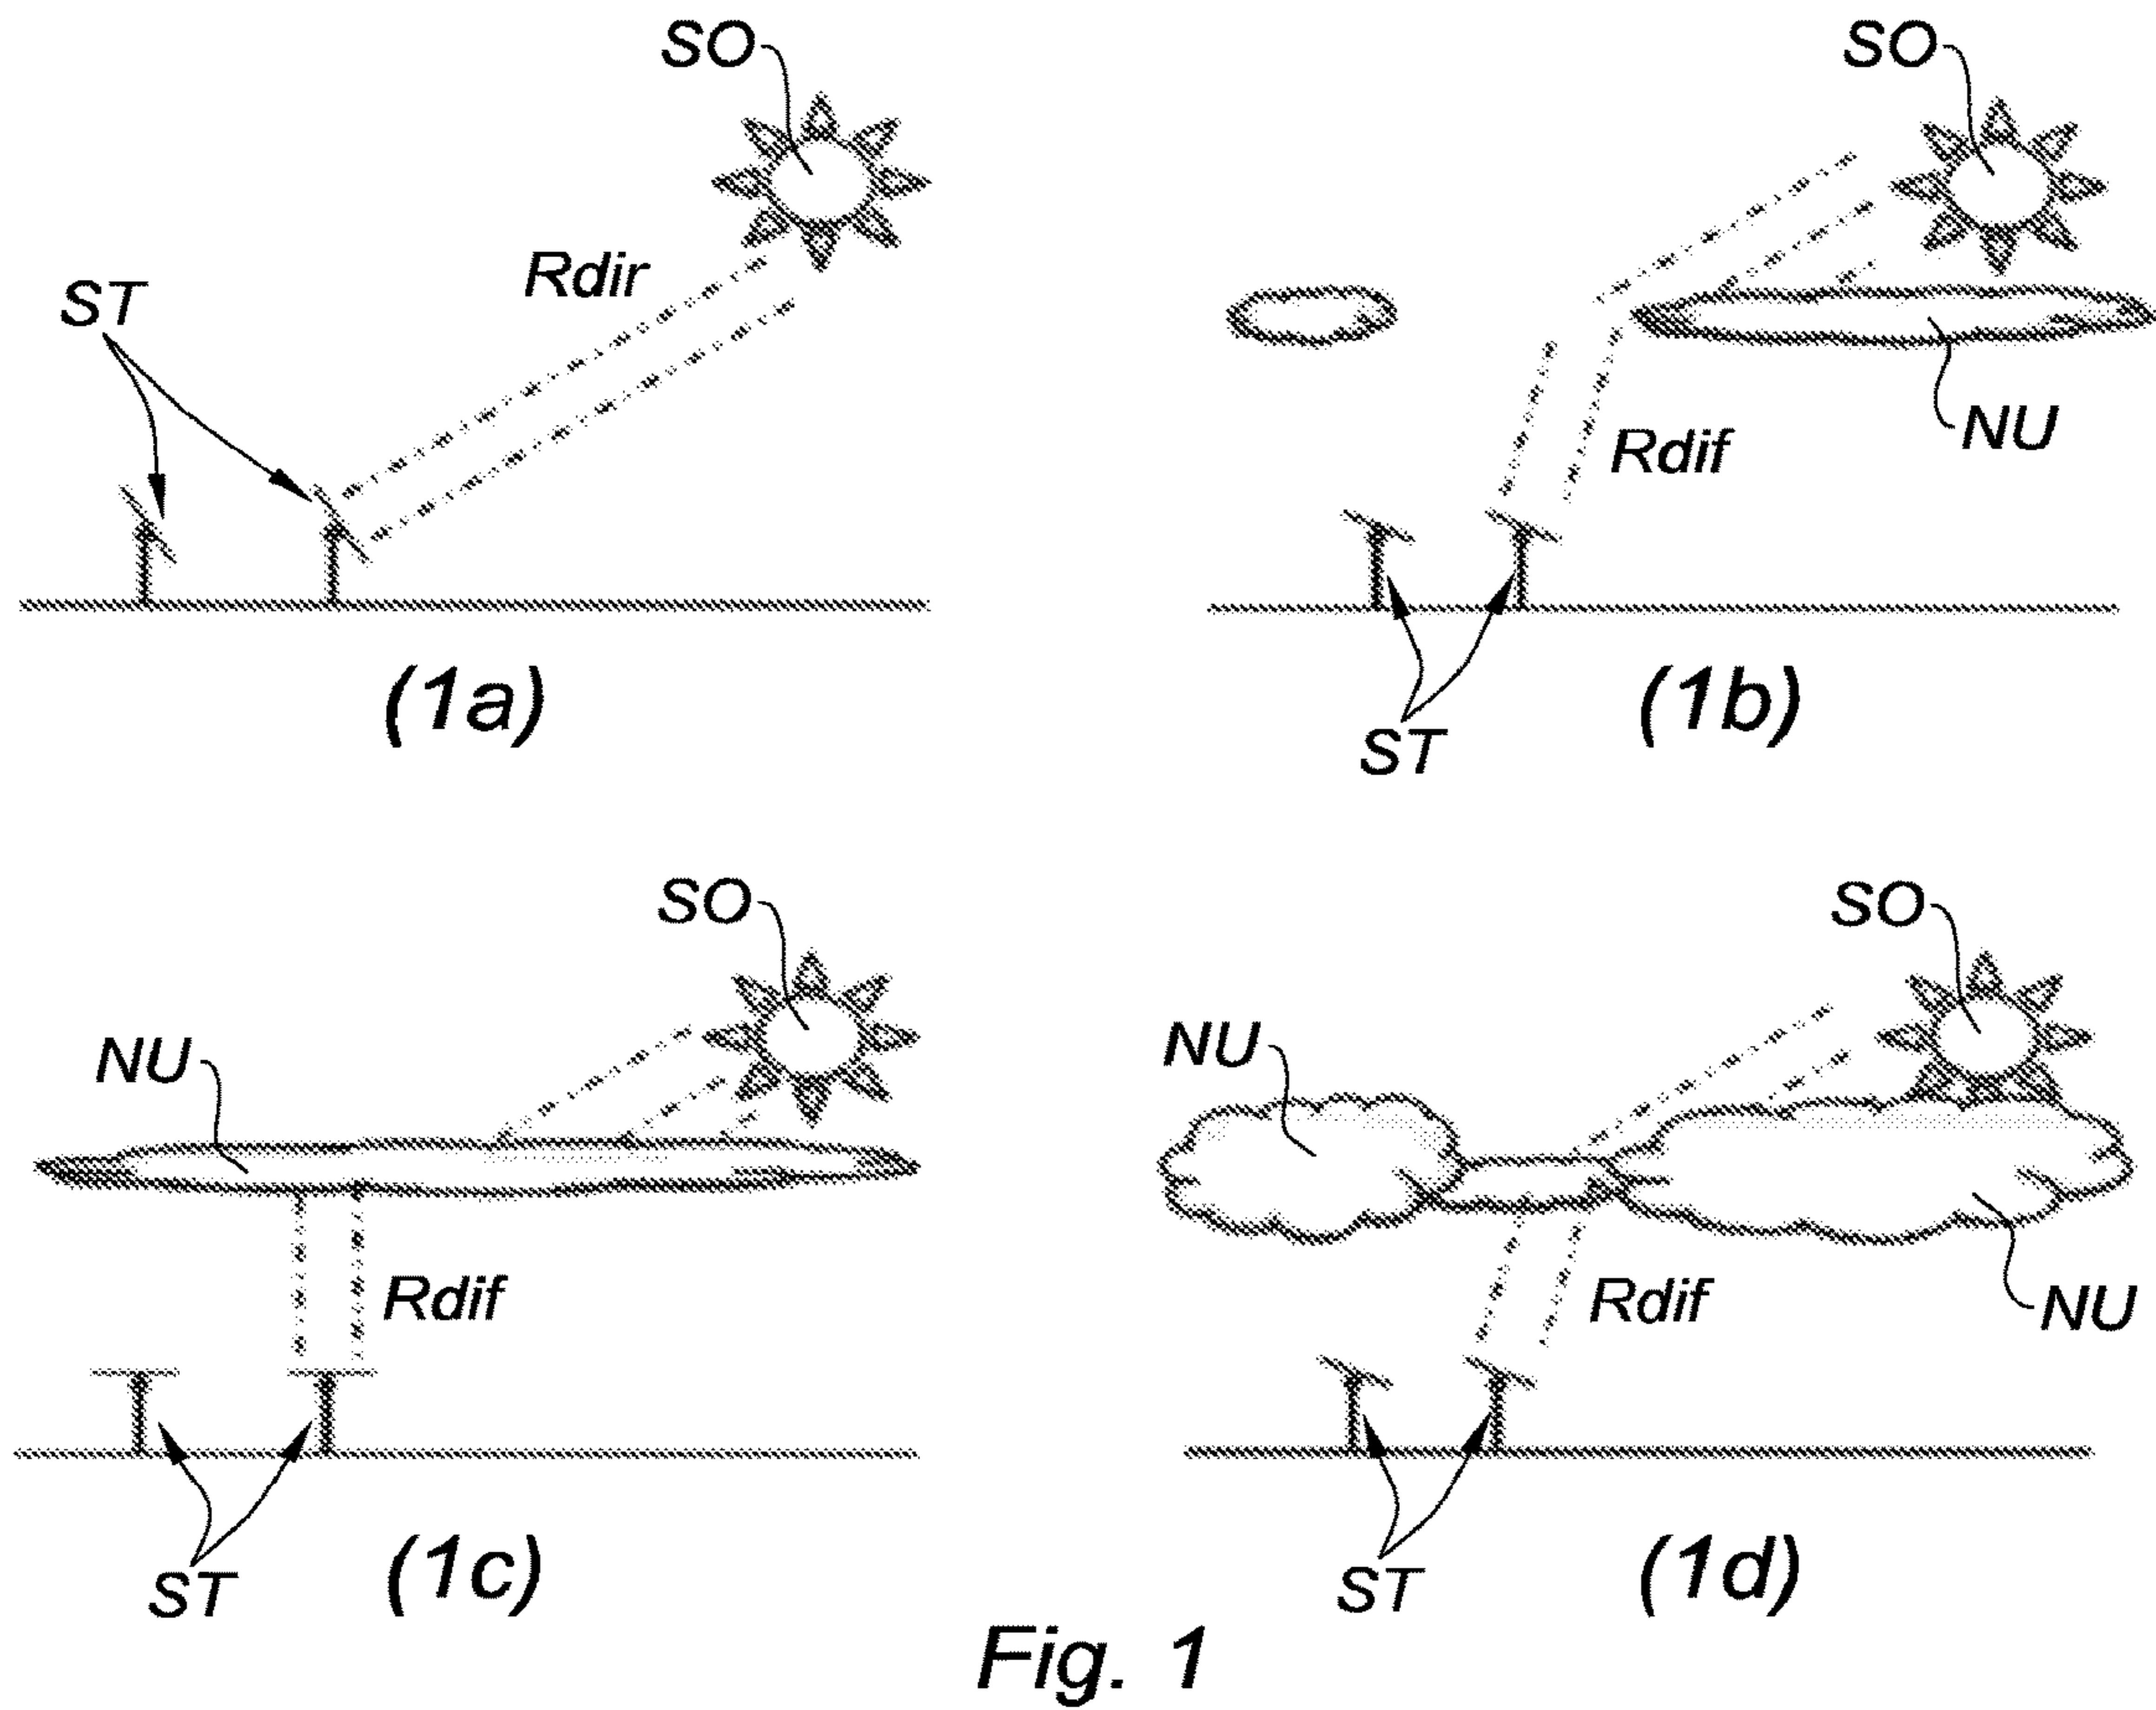 SO
Rdir
ST
(1a)
SO
NU
Rdif
ST
(1b)
SO
NU
Rdif
ST
(1c)
SO
NU
Rdif
NU
ST
(1d)
Fig. 1